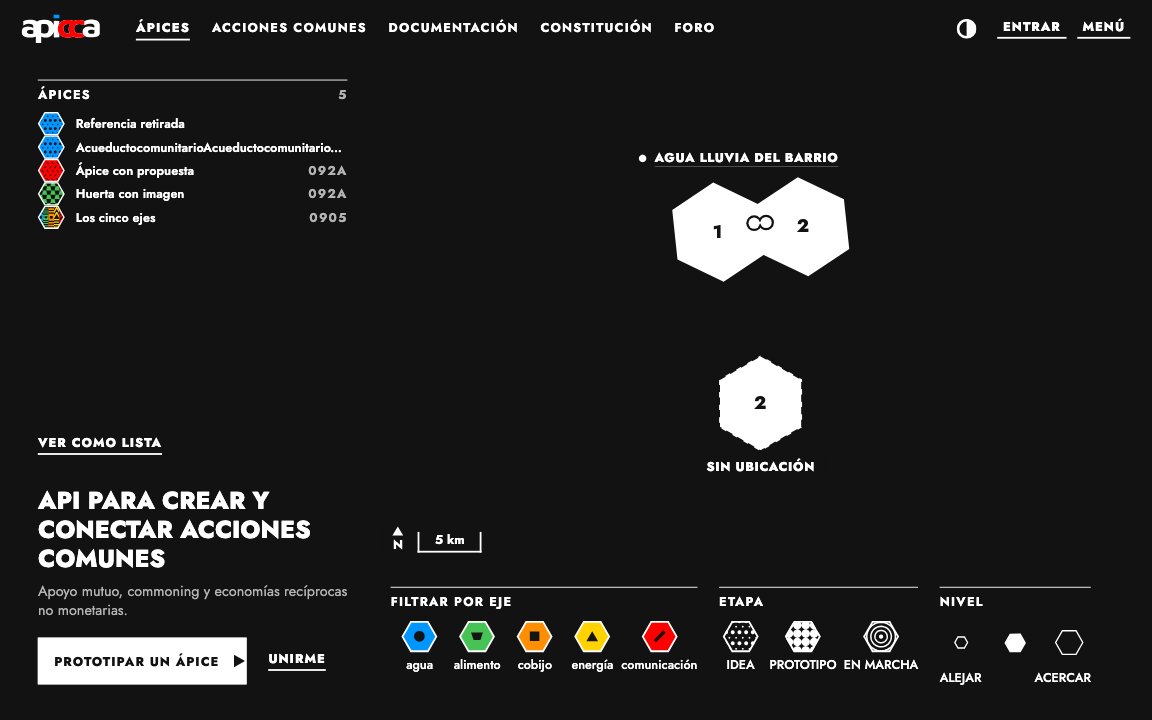 apicca
ÁPICES
ACCIONES COMUNES
DOCUMENTACIÓN
CONSTITUCIÓN
FORO
ENTRAR
MENÚ
ÁPICES 5
Referencia retirada
AcueductocomunitarioAcueductocomunitario...
Ápice con propuesta 092A
Huerta con imagen 092A
Los cinco ejes 0905
AGUA LLUVIA DEL BARRIO
1
2
2
SIN UBICACIÓN
VER COMO LISTA
API PARA CREAR Y
CONECTAR ACCIONES
COMUNES
Apoyo mutuo, commoning y economías recíprocas
no monetarias.
PROTOTIPAR UN ÁPICE
UNIRME
N
5 km
FILTRAR POR EJE
agua
alimento
cobijo
energía
comunicación
ETAPA
IDEA
PROTOTIPO
EN MARCHA
NIVEL
ALEJAR
ACERCAR